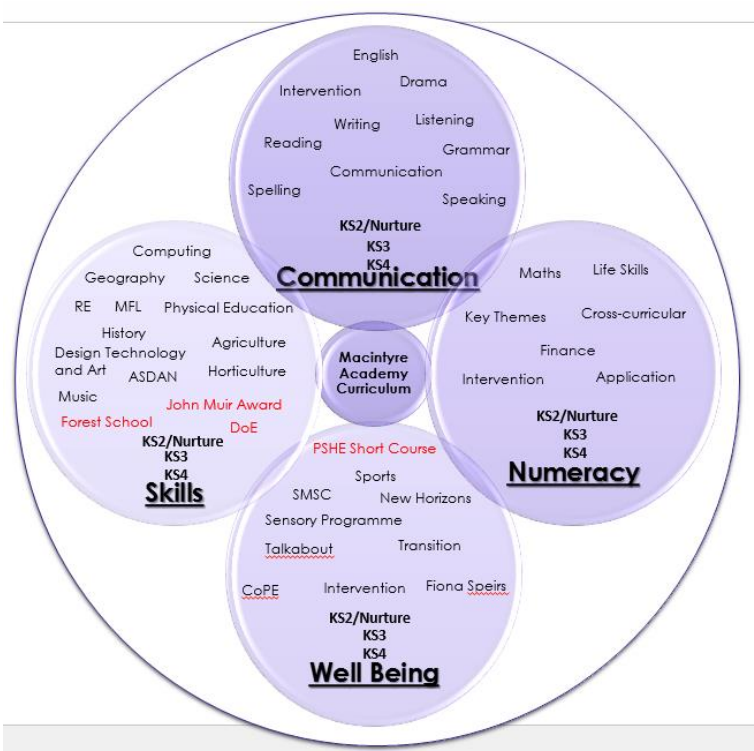 English
Drama
Intervention
Listening
Writing
Reading
Grammar
Communication
Spelling
Speaking
KS2/Nurture
KS3
KS4
Communication
Computing
Geography Science
RE MFL Physical Education
History
Design Technology
and Art
Agriculture
ASDAN
Horticulture
Music
John Muir Award
Forest School
DoE
KS2/Nurture
KS3
KS4
Skills
Macintyre
Academy
Curriculum
Maths
Life Skills
Key Themes
Cross-curricular
Finance
Intervention
Application
KS2/Nurture
KS3
KS4
Numeracy
PSHE Short Course
Sports
SMSC
New Horizons
Sensory Programme
Talkabout
Transition
CoPE
Intervention
Fiona Speirs
KS2/Nurture
KS3
KS4
Well Being